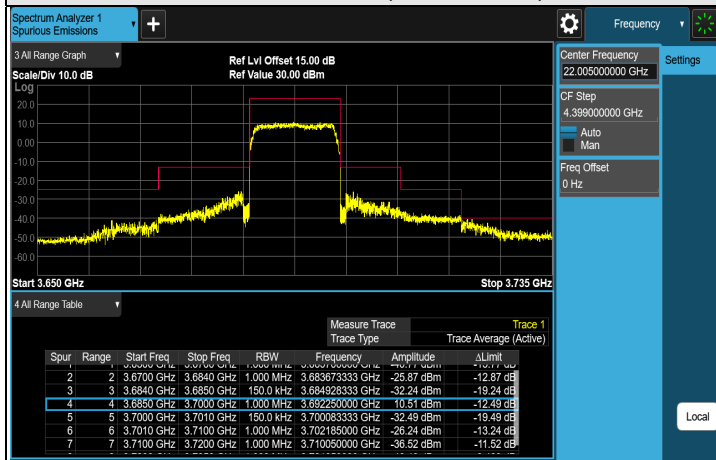 Spectrum Analyzer 1
Spurious Emissions
Frequency
3 All Range Graph
Ref Lvl Offset 15.00 dB
Scale/Div 10.0 dB
Ref Value 30.00 dBm
Log
20.0
10.0
0.00
-10.0
-20.0
-30.0
-40.0
-50.0
-60.0
Start 3.650 GHz
Stop 3.735 GHz
Center Frequency
22.005000000 GHz
Settings
CF Step
4.399000000 GHz
Auto
Man
Freq Offset
0 Hz
Local
4 All Range Table
Measure Trace Trace 1
Trace Type Trace Average (Active)
Spur Range Start Freq Stop Freq RBW Frequency Amplitude ΔLimit
2 2 3.6700 GHz 3.6840 GHz 1.000 MHz 3.683673333 GHz -25.87 dBm -12.87 dB
3 3 3.6840 GHz 3.6850 GHz 150.0 kHz 3.684928333 GHz -32.24 dBm -19.24 dB
4 4 3.6850 GHz 3.7000 GHz 1.000 MHz 3.692250000 GHz 10.51 dBm -12.49 dB
5 5 3.7000 GHz 3.7010 GHz 150.0 kHz 3.700083333 GHz -32.49 dBm -19.49 dB
6 6 3.7010 GHz 3.7100 GHz 1.000 MHz 3.702185000 GHz -26.24 dBm -13.24 dB
7 7 3.7100 GHz 3.7200 GHz 1.000 MHz 3.710050000 GHz -36.52 dBm -11.52 dB